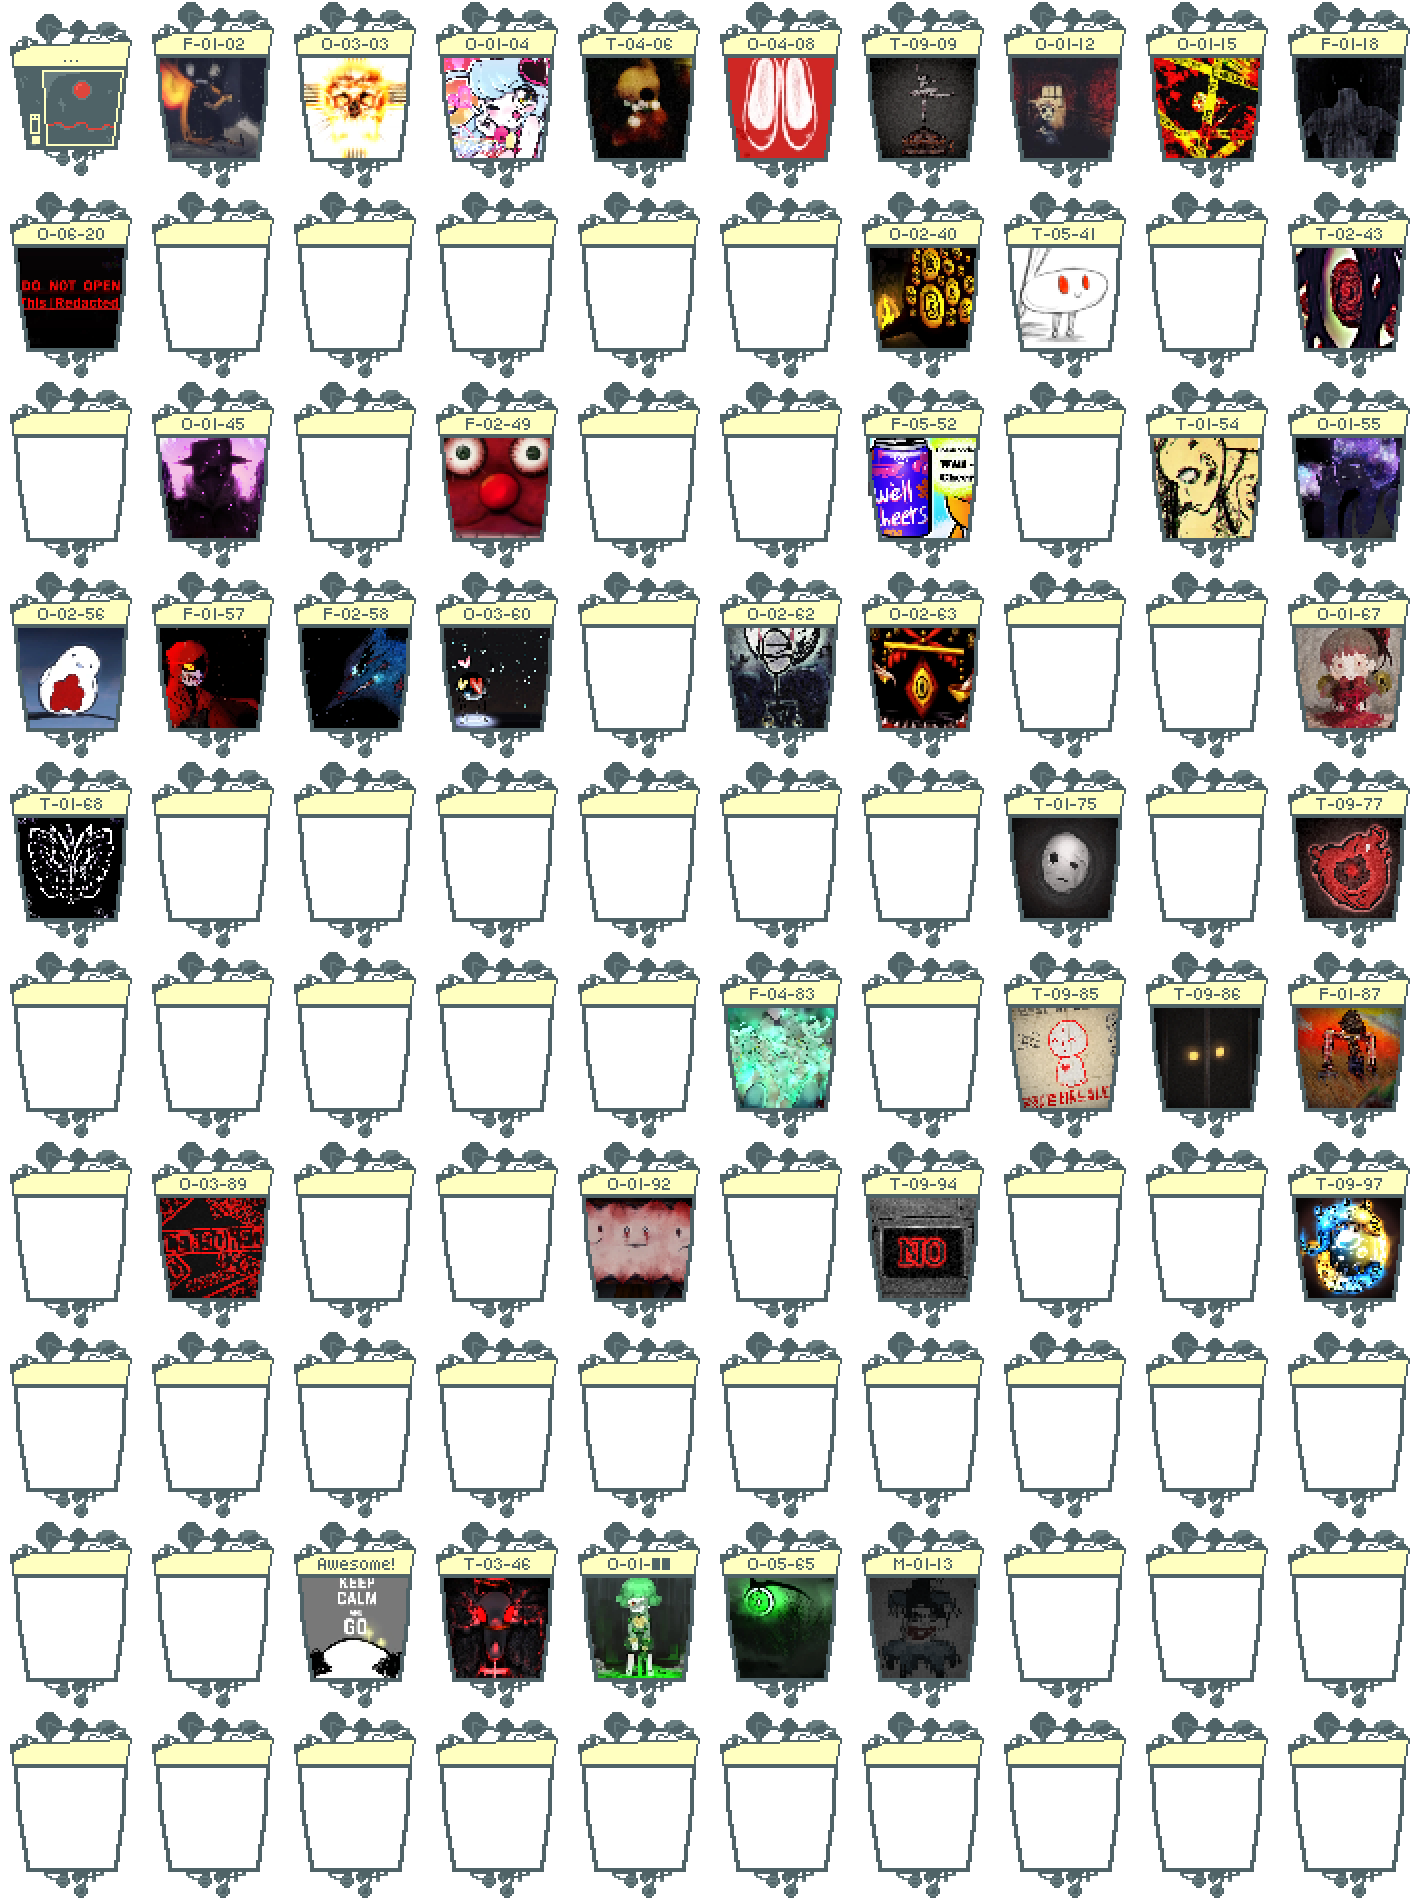 ...
F-01-02
O-03-03
O-01-04
T-04-06
O-04-08
T-09-09
O-01-12
O-01-15
F-01-18
O-06-20
DO NOT OPEN
This [Redacted]
O-02-40
T-05-41
T-02-43
O-01-45
F-02-49
F-05-52
Well
Cheers
Well-
Cheer
T-01-54
O-01-55
O-02-56
F-01-57
F-02-58
O-03-60
O-02-62
O-02-63
O-01-67
T-01-68
T-01-75
T-09-77
F-04-83
T-09-85
T-09-86
F-01-87
O-03-89
O-01-92
T-09-94
NO
T-09-97
Awesome!
KEEP
CALM
AND
GO
T-03-46
O-01-██
O-05-65
M-01-13